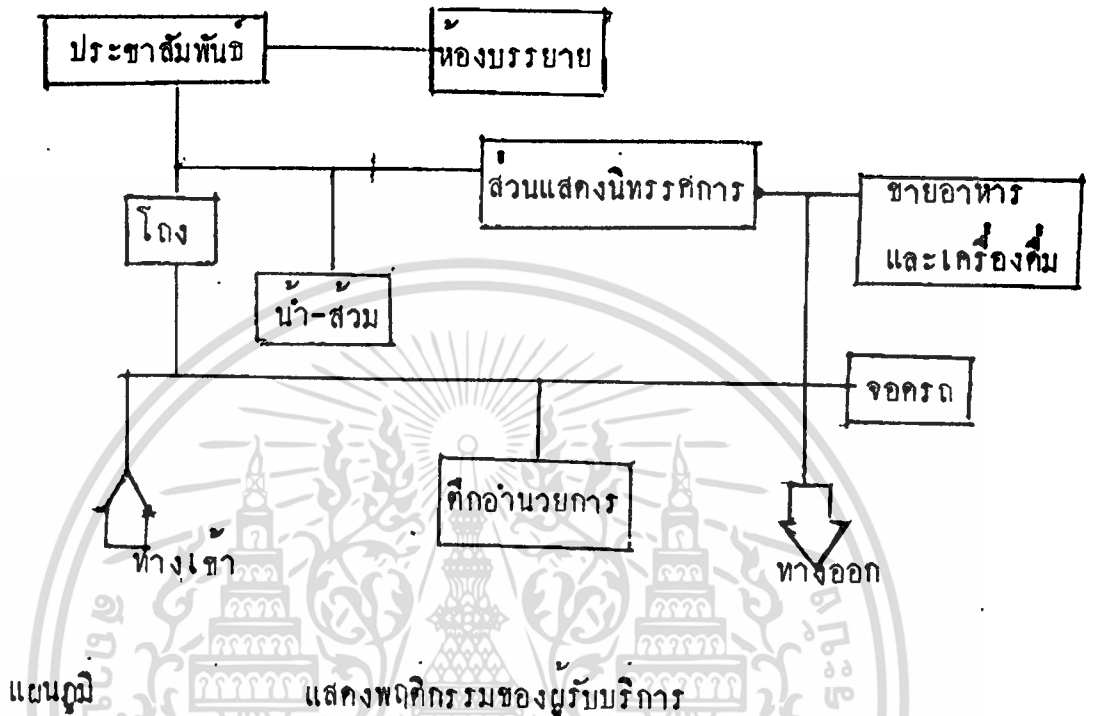 ประชาสัมพันธ์
ห้องบรรยาย
ส่วนแสดงนิทรรศการ
ขายอาหาร
และเครื่องดื่ม
โถง
น้ำ-ส้วม
จอดรถ
ตึกอำนวยการ
ทางเข้า
ทางออก
แผนภูมิ แสดงพฤติกรรมของผู้รับบริการ